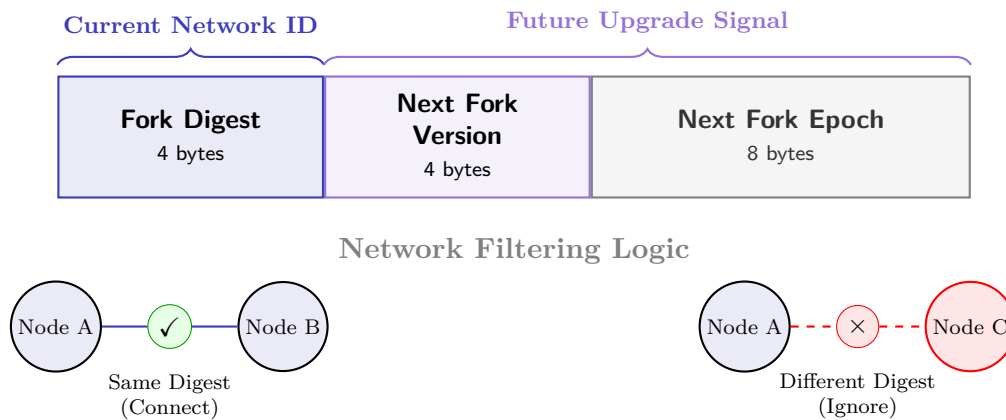 Current Network ID
Future Upgrade Signal
Fork Digest
4 bytes
Next Fork
Version
4 bytes
Next Fork Epoch
8 bytes
Network Filtering Logic
Node A
✓
Node B
Same Digest
(Connect)
Node A
×
Node C
Different Digest
(Ignore)